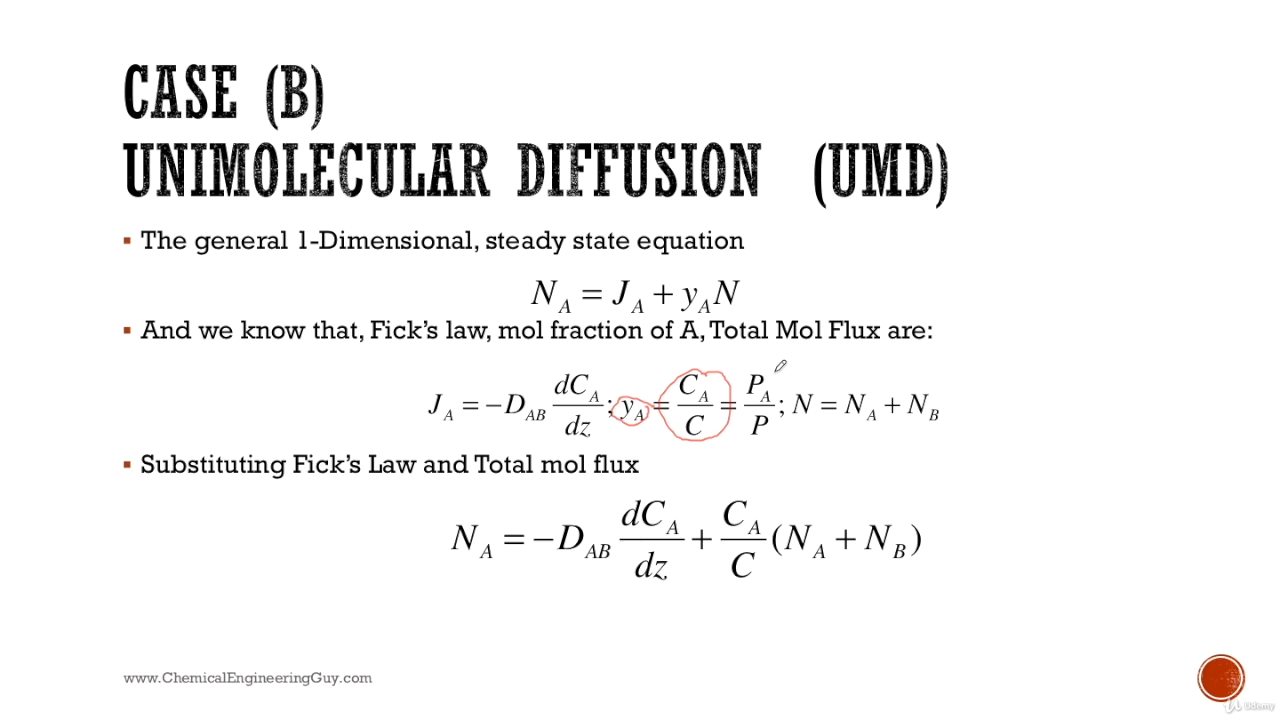 CASE (B)
UNIMOLECULAR DIFFUSION (UMD)
▪ The general 1-Dimensional, steady state equation
N_A = J_A + y_A N
▪ And we know that, Fick's law, mol fraction of A, Total Mol Flux are:
J_A = −D_AB dC_A/dz ; y_A = C_A/C = P_A/P ; N = N_A + N_B
▪ Substituting Fick's Law and Total mol flux
N_A = −D_AB dC_A/dz + C_A/C (N_A + N_B)
www.ChemicalEngineeringGuy.com
Udemy